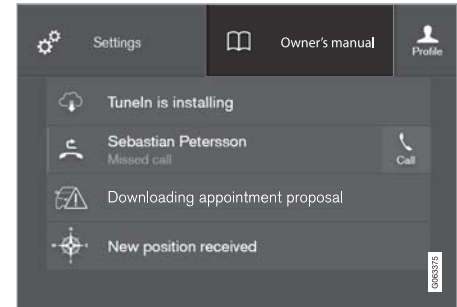 Settings
Owner's manual
Profile
TuneIn is installing
Sebastian Petersson
Missed call
Call
Downloading appointment proposal
New position received
G063375